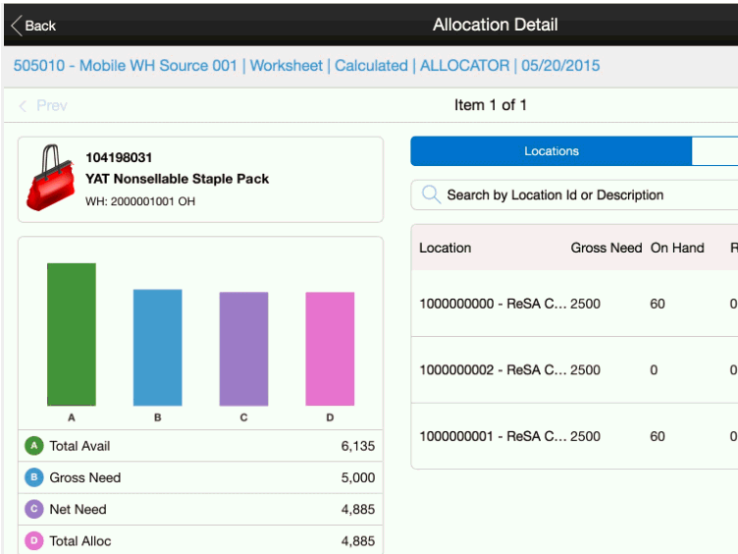 Back
Allocation Detail
505010 - Mobile WH Source 001 | Worksheet | Calculated | ALLOCATOR | 05/20/2015
Prev
Item 1 of 1
104198031
YAT Nonsellable Staple Pack
WH: 2000001001 OH
A B C D
A Total Avail 6,135
B Gross Need 5,000
C Net Need 4,885
D Total Alloc 4,885
Locations
Search by Location Id or Description
Location Gross Need On Hand R
1000000000 - ReSA C... 2500 60 0
1000000002 - ReSA C... 2500 0 0
1000000001 - ReSA C... 2500 60 0